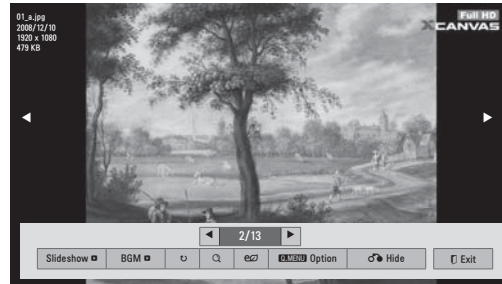 01_a.jpg
2008/12/10
1920 x 1080
479 KB
Full HD
XCANVAS
2/13
Slideshow BGM Q.MENU Option Hide Exit